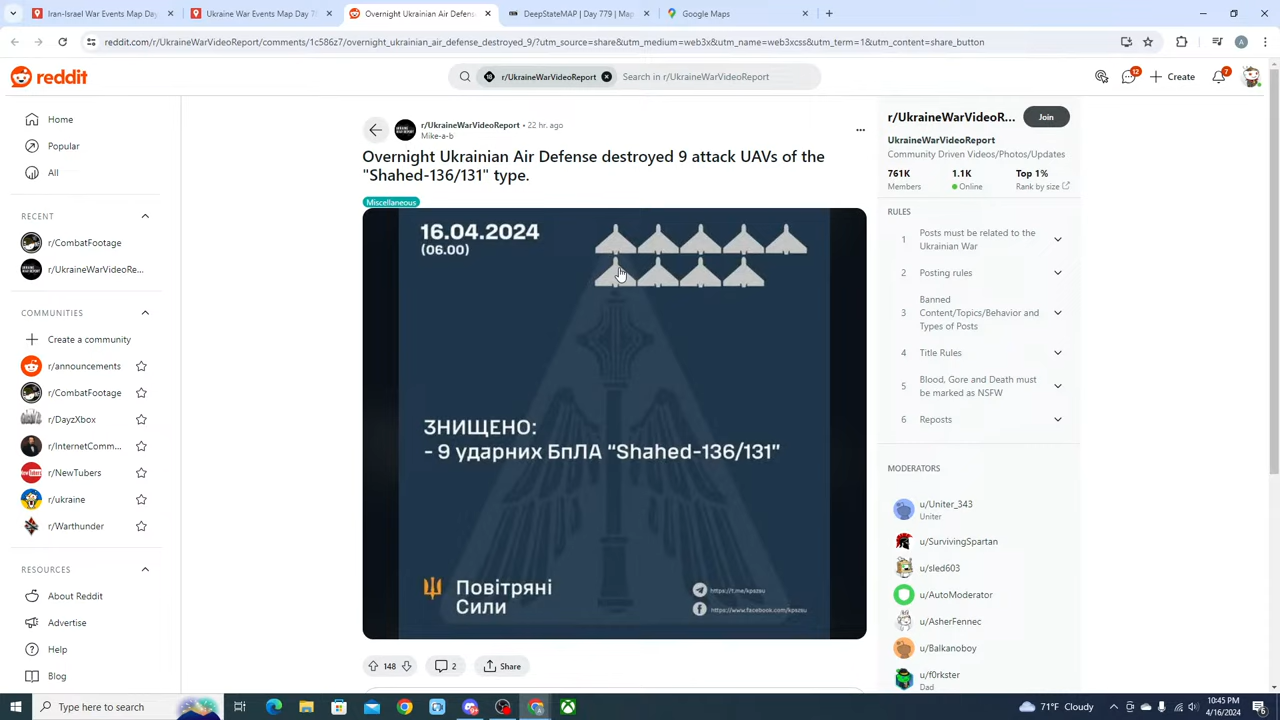 Iran-Israel War Events Map Day
Ukraine War Events Map Day 7
Overnight Ukrainian Air Defens
DeepStateMAP | Day 779 | Map
Google Maps
reddit.com/r/UkraineWarVideoReport/comments/1c586z7/overnight_ukrainian_air_defense_destroyed_9/?utm_source=share&utm_medium=web3x&utm_name=web3xcss&utm_term=1&utm_content=share_button
A
reddit
r/UkraineWarVideoReport
Search in r/UkraineWarVideoReport
12
Create
7
Home
Popular
All
RECENT
r/CombatFootage
r/UkraineWarVideoRe...
COMMUNITIES
Create a community
r/announcements
r/CombatFootage
r/DayzXbox
r/InternetComm...
r/NewTubers
r/ukraine
r/Warthunder
RESOURCES
About Reddit
Advertise
Help
Blog
r/UkraineWarVideoReport • 22 hr. ago
Mike-a-b
Overnight Ukrainian Air Defense destroyed 9 attack UAVs of the
"Shahed-136/131" type.
Miscellaneous
16.04.2024
(06.00)
ЗНИЩЕНО:
- 9 ударних БпЛА “Shahed-136/131”
Повітряні
Сили
https://t.me/kpszsu
https://www.facebook.com/kpszsu
148
2
Share
r/UkraineWarVideoR...
Join
UkraineWarVideoReport
Community Driven Videos/Photos/Updates
761K
1.1K
Top 1%
Members
Online
Rank by size
RULES
1 Posts must be related to the
Ukrainian War
2 Posting rules
3 Banned
Content/Topics/Behavior and
Types of Posts
4 Title Rules
5 Blood, Gore and Death must
be marked as NSFW
6 Reposts
MODERATORS
u/Uniter_343
Uniter
u/SurvivingSpartan
u/sled603
u/AutoModerator
u/AsherFennec
u/Balkanoboy
u/f0rkster
Dad
Type here to search
71°F Cloudy
10:45 PM
4/16/2024